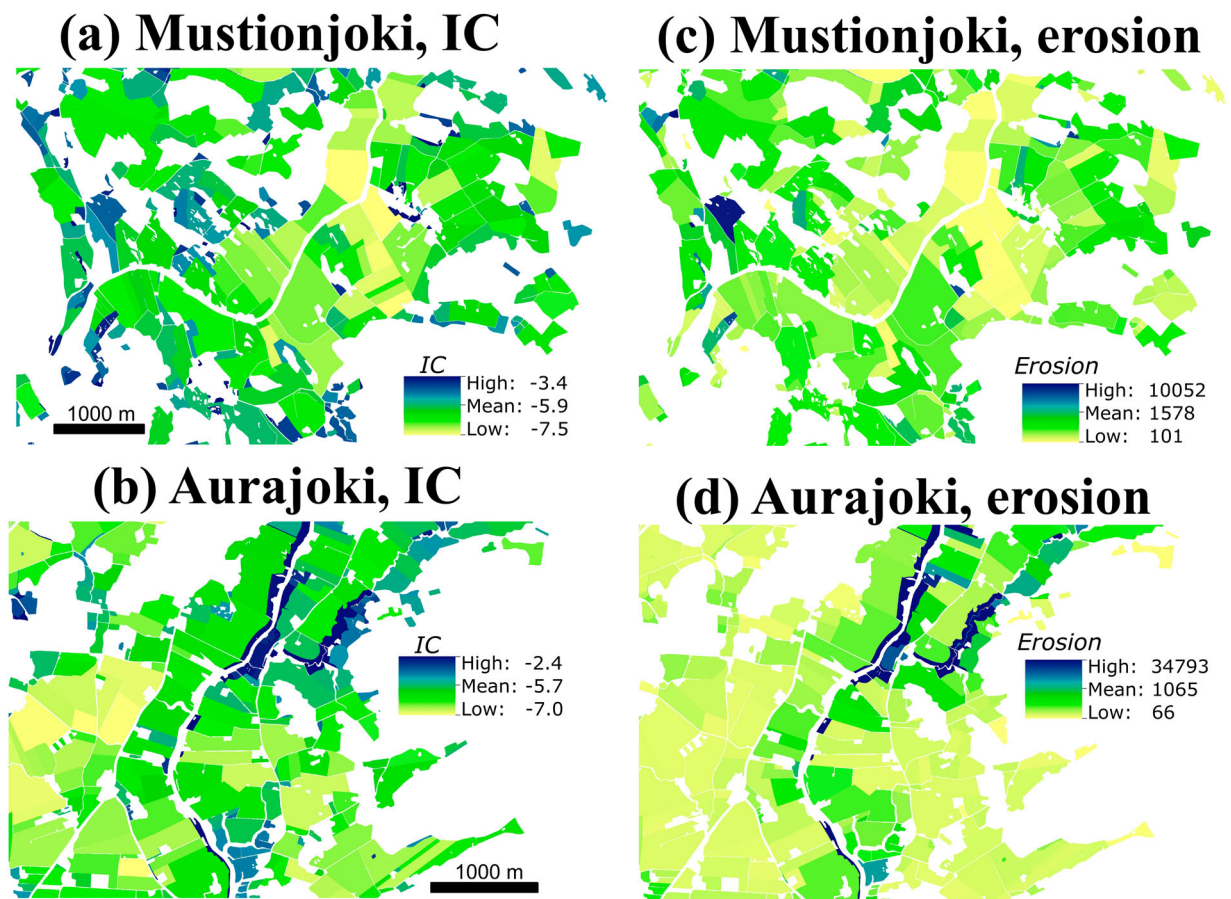 (a) Mustionjoki, IC
(c) Mustionjoki, erosion
IC
High: -3.4
Mean: -5.9
Low: -7.5
1000 m
Erosion
High: 10052
Mean: 1578
Low: 101
(b) Aurajoki, IC
(d) Aurajoki, erosion
IC
High: -2.4
Mean: -5.7
Low: -7.0
1000 m
Erosion
High: 34793
Mean: 1065
Low: 66